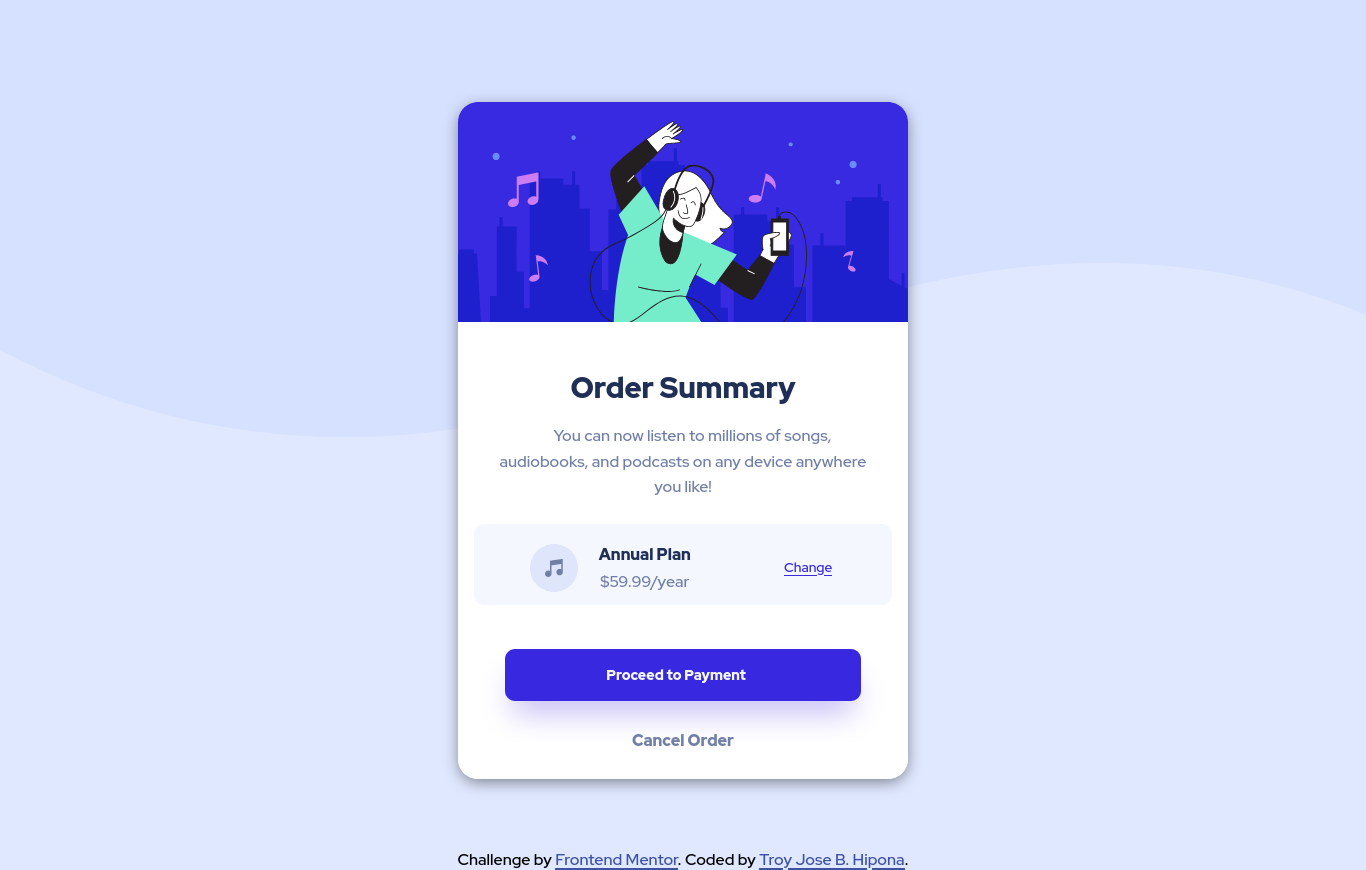 Order Summary
You can now listen to millions of songs,
audiobooks, and podcasts on any device anywhere
you like!
Annual Plan
$59.99/year
Change
Proceed to Payment
Cancel Order
Challenge by Frontend Mentor. Coded by Troy Jose B. Hipona.